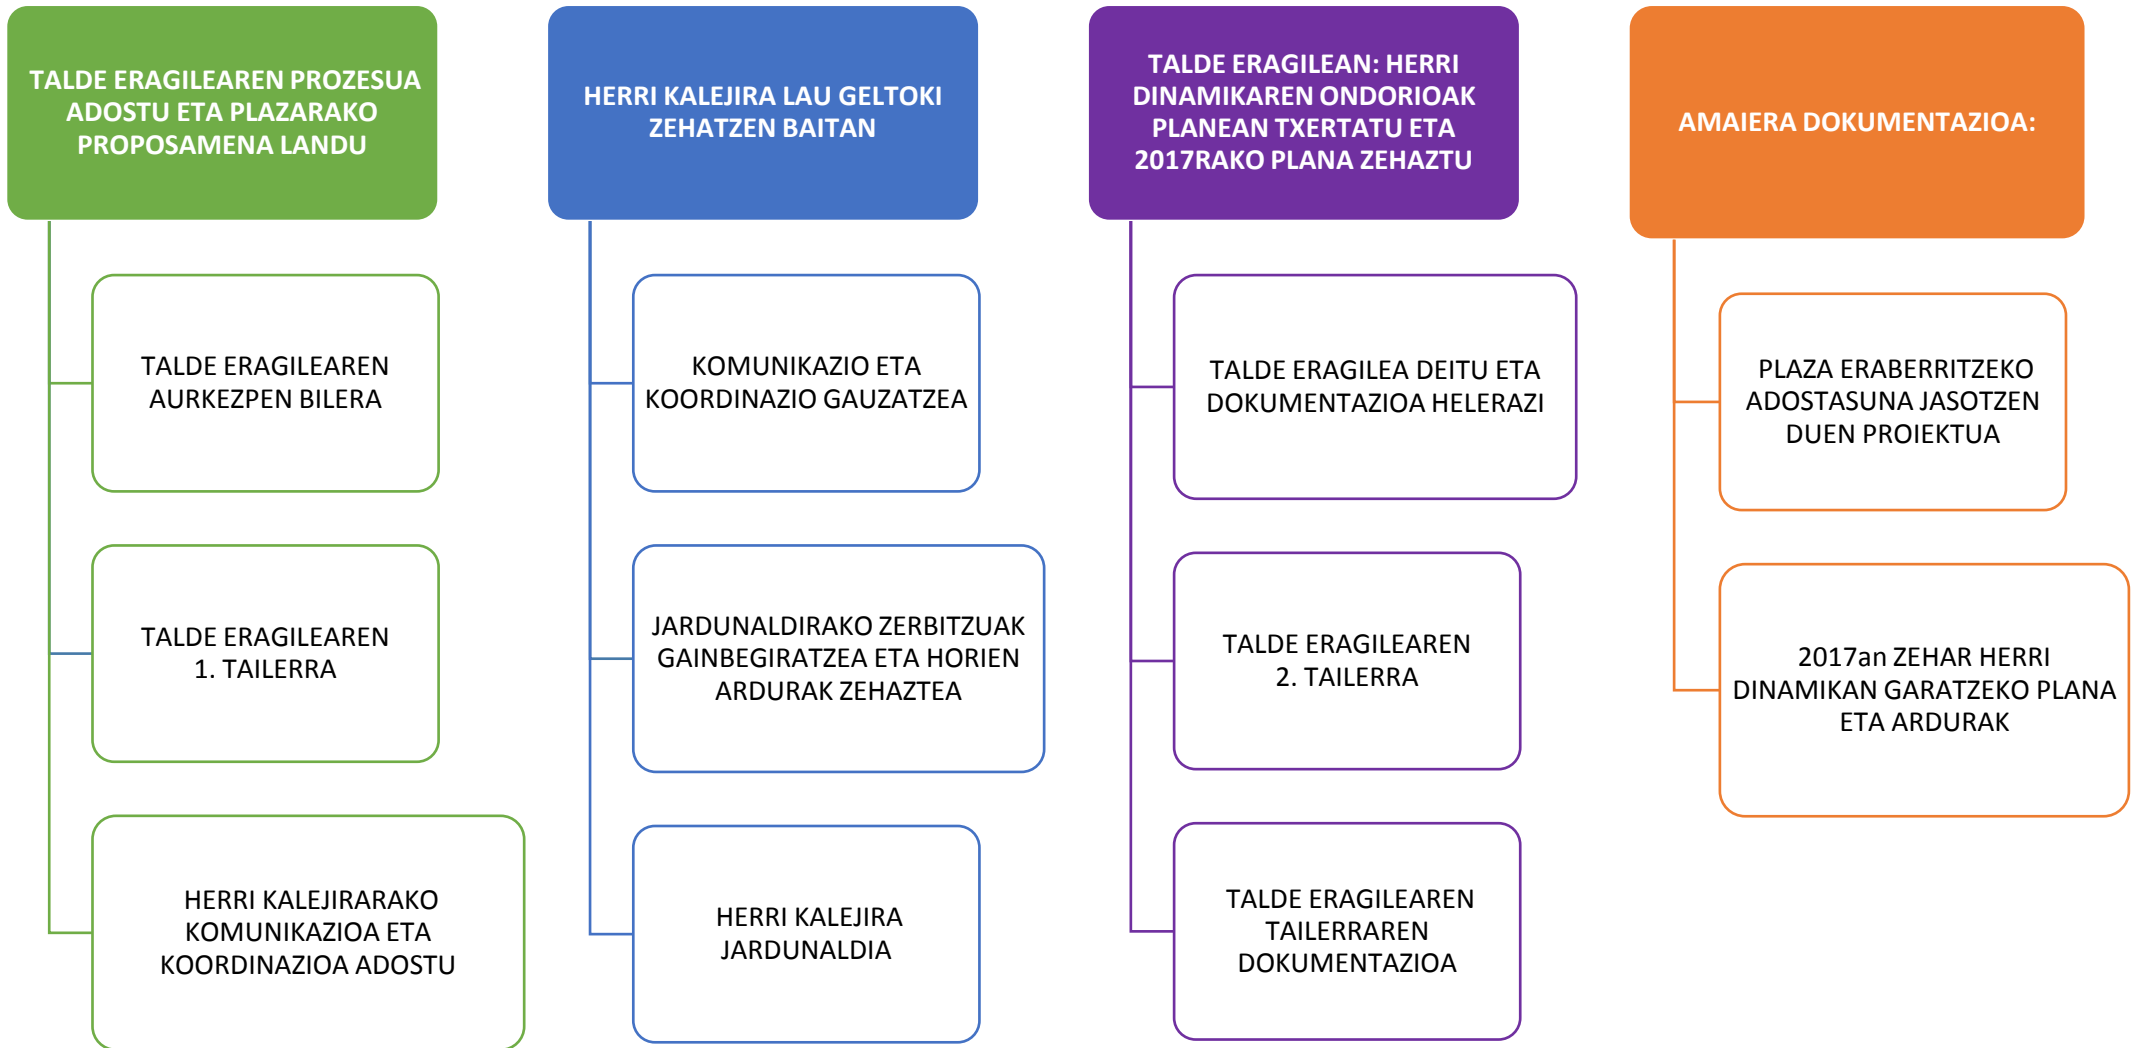 TALDE ERAGILEAREN PROZESUA
ADOSTU ETA PLAZARAKO
PROPOSAMENA LANDU
TALDE ERAGILEAREN
AURKEZPEN BILERA
TALDE ERAGILEAREN
1. TAILERRA
HERRI KALEJIRARAKO
KOMUNIKAZIOA ETA
KOORDINAZIOA ADOSTU
HERRI KALEJIRA LAU GELTOKI
ZEHATZEN BAITAN
KOMUNIKAZIO ETA
KOORDINAZIO GAUZATZEA
JARDUNALDIRAKO ZERBITZUAK
GAINBEGIRATZEA ETA HORIEN
ARDURAK ZEHAZTEA
HERRI KALEJIRA
JARDUNALDIA
TALDE ERAGILEAN: HERRI
DINAMIKAREN ONDORIOAK
PLANEAN TXERTATU ETA
2017RAKO PLANA ZEHAZTU
TALDE ERAGILEA DEITU ETA
DOKUMENTAZIOA HELERAZI
TALDE ERAGILEAREN
2. TAILERRA
TALDE ERAGILEAREN
TAILERRAREN
DOKUMENTAZIOA
AMAIERA DOKUMENTAZIOA:
PLAZA ERABERRITZEKO
ADOSTASUNA JASOTZEN
DUEN PROIEKTUA
2017an ZEHAR HERRI
DINAMIKAN GARATZEKO PLANA
ETA ARDURAK